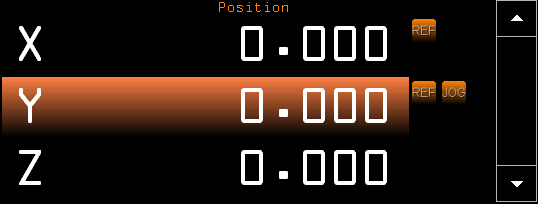 Position
X 0.000 REF
Y 0.000 REF JOG
Z 0.000